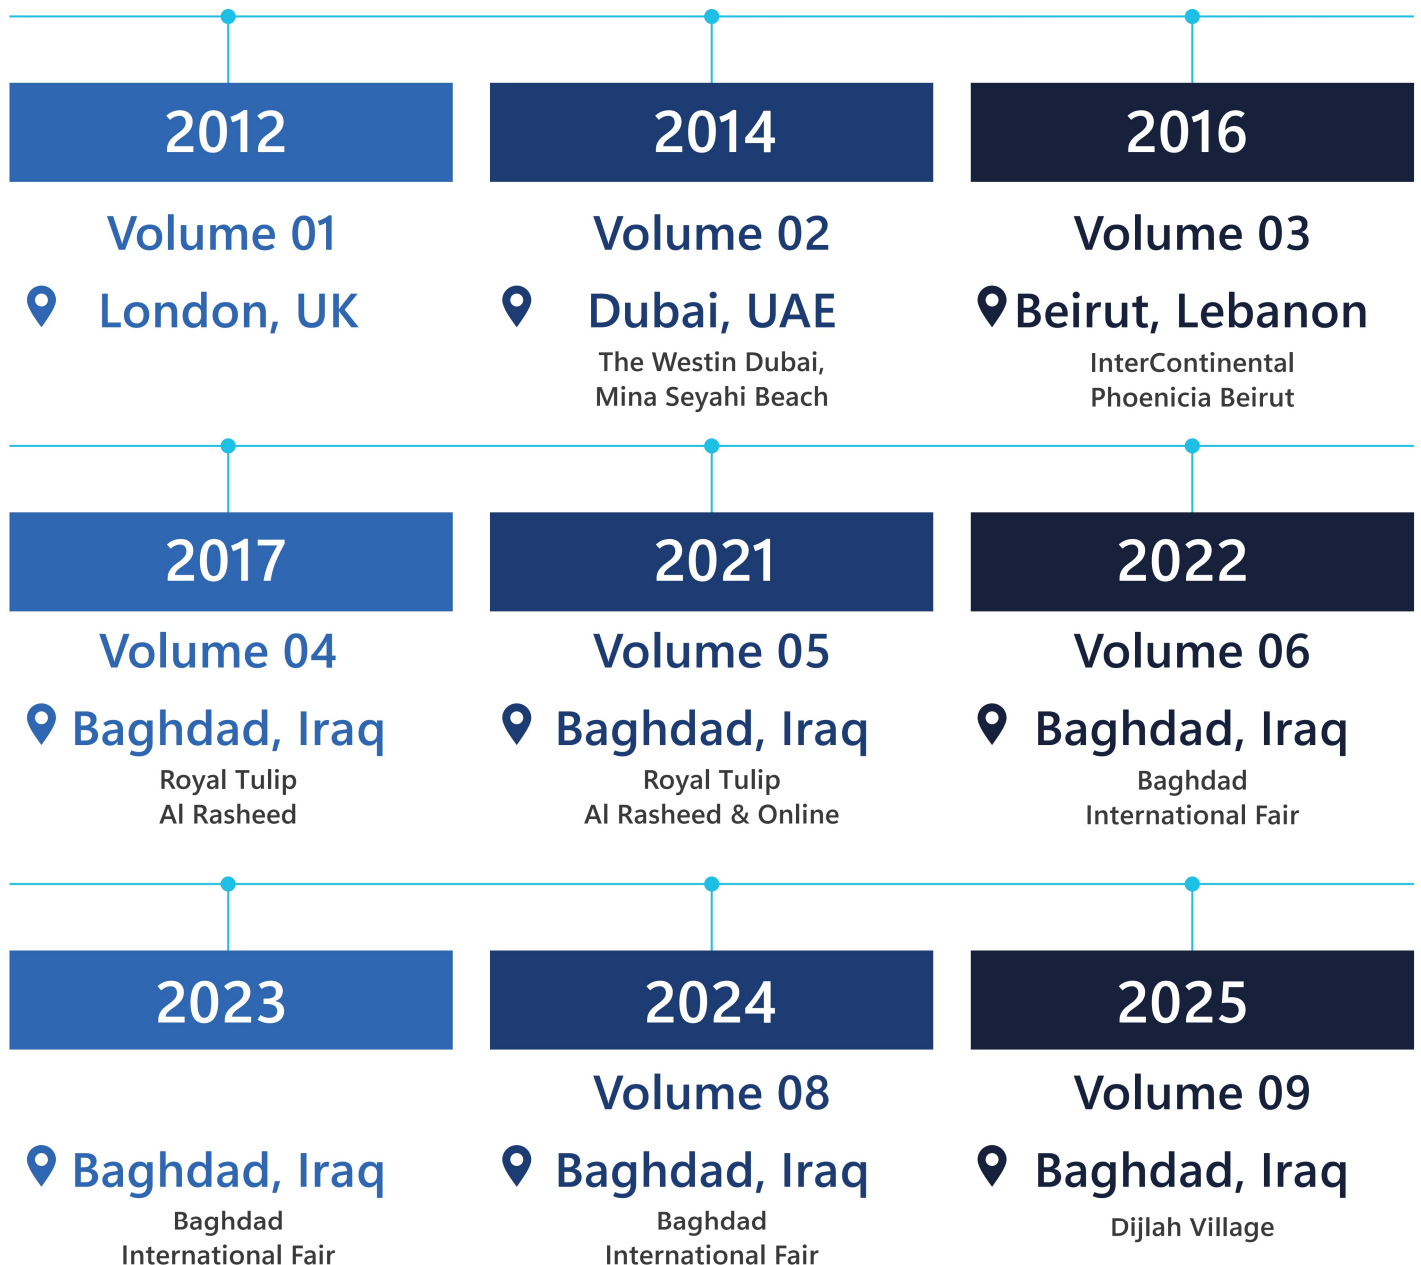 2012
Volume 01
London, UK
2014
Volume 02
Dubai, UAE
The Westin Dubai,
Mina Seyahi Beach
2016
Volume 03
Beirut, Lebanon
InterContinental
Phoenicia Beirut
2017
Volume 04
Baghdad, Iraq
Royal Tulip
Al Rasheed
2021
Volume 05
Baghdad, Iraq
Royal Tulip
Al Rasheed & Online
2022
Volume 06
Baghdad, Iraq
Baghdad
International Fair
2023
Baghdad, Iraq
Baghdad
International Fair
2024
Volume 08
Baghdad, Iraq
Baghdad
International Fair
2025
Volume 09
Baghdad, Iraq
Dijlah Village